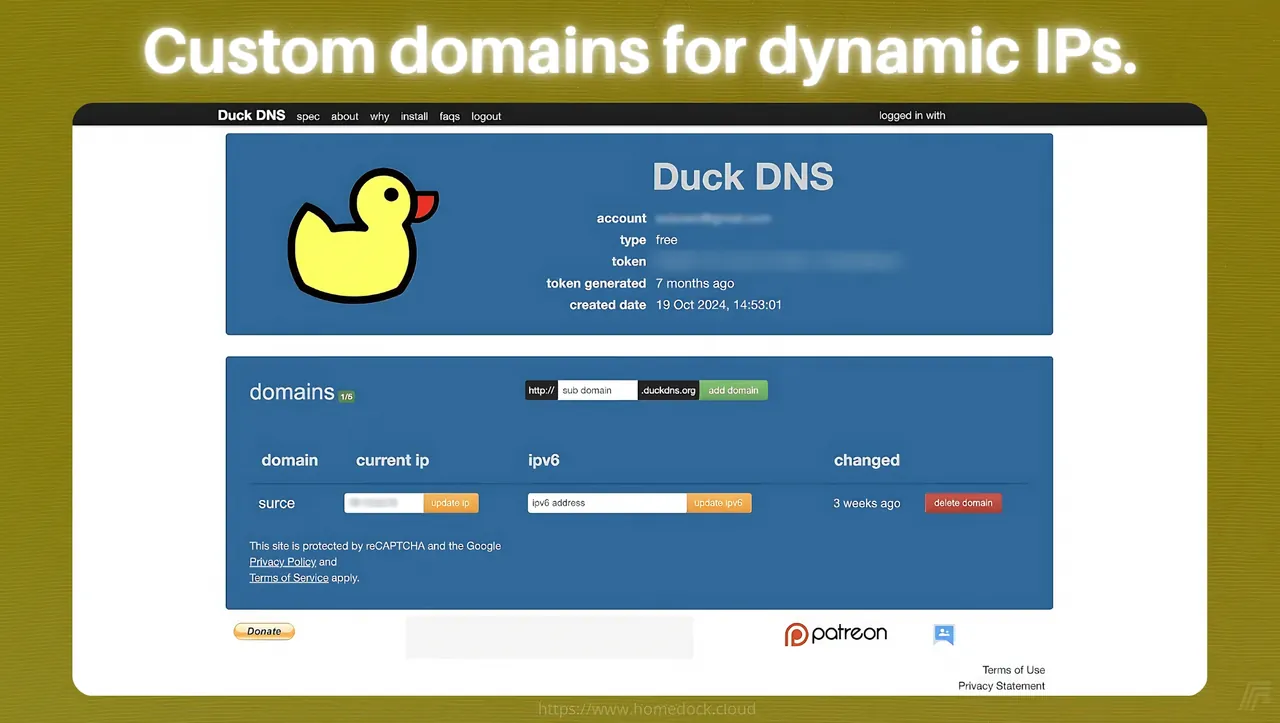 Custom domains for dynamic IPs.
Duck DNS spec about why install faqs logout logged in with
Duck DNS
account
type free
token
token generated 7 months ago
created date 19 Oct 2024, 14:53:01
domains 1/5 http:// sub domain .duckdns.org add domain
domain current ip ipv6 changed
surce update ip ipv6 address update ipv6 3 weeks ago delete domain
This site is protected by reCAPTCHA and the Google
Privacy Policy and
Terms of Service apply.
Donate patreon
Terms of Use
Privacy Statement
https://www.homedock.cloud